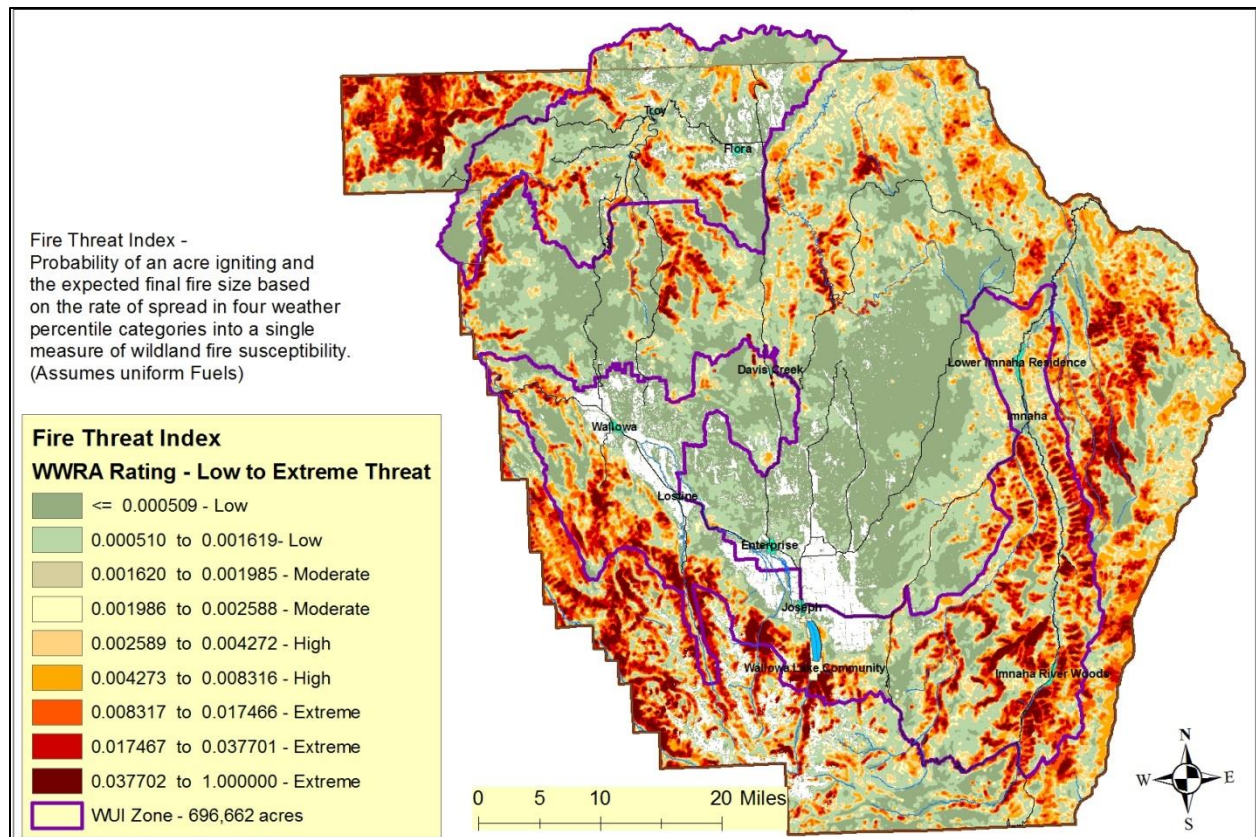 Troy
Flora
Fire Threat Index -
Probability of an acre igniting and
the expected final fire size based
on the rate of spread in four weather
percentile categories into a single
measure of wildland fire susceptibility.
(Assumes uniform Fuels)
Davis Creek
Lower Imnaha Residence
Imnaha
Wallowa
Lostine
Enterprise
Joseph
Wallowa Lake Community
Imnaha River Woods
Fire Threat Index
WWRA Rating - Low to Extreme Threat
<= 0.000509 - Low
0.000510 to 0.001619- Low
0.001620 to 0.001985 - Moderate
0.001986 to 0.002588 - Moderate
0.002589 to 0.004272 - High
0.004273 to 0.008316 - High
0.008317 to 0.017466 - Extreme
0.017467 to 0.037701 - Extreme
0.037702 to 1.000000 - Extreme
WUI Zone - 696,662 acres
0 5 10 20 Miles
N
W E
S